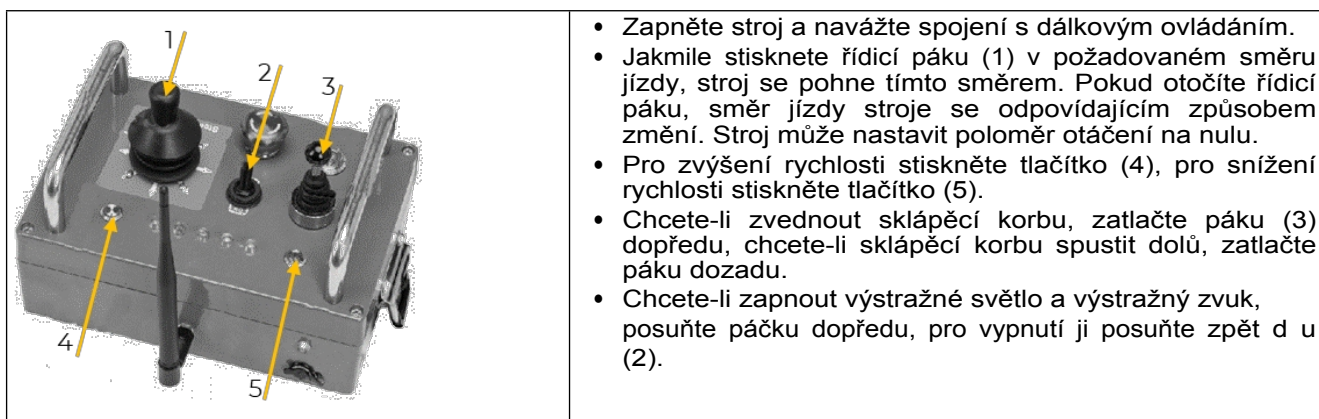 1
2
3
4
5
• Zapněte stroj a navážte spojení s dálkovým ovládáním.
• Jakmile stisknete řídicí páku (1) v požadovaném směru
jízdy, stroj se pohne tímto směrem. Pokud otočíte řídicí
páku, směr jízdy stroje se odpovídajícím způsobem
změní. Stroj může nastavit poloměr otáčení na nulu.
• Pro zvýšení rychlosti stiskněte tlačítko (4), pro snížení
rychlosti stiskněte tlačítko (5).
• Chcete-li zvednout sklápěcí korbu, zatlačte páku (3)
dopředu, chcete-li sklápěcí korbu spustit dolů, zatlačte
páku dozadu.
• Chcete-li zapnout výstražné světlo a výstražný zvuk,
posuňte páčku dopředu, pro vypnutí ji posuňte zpět d u
(2).